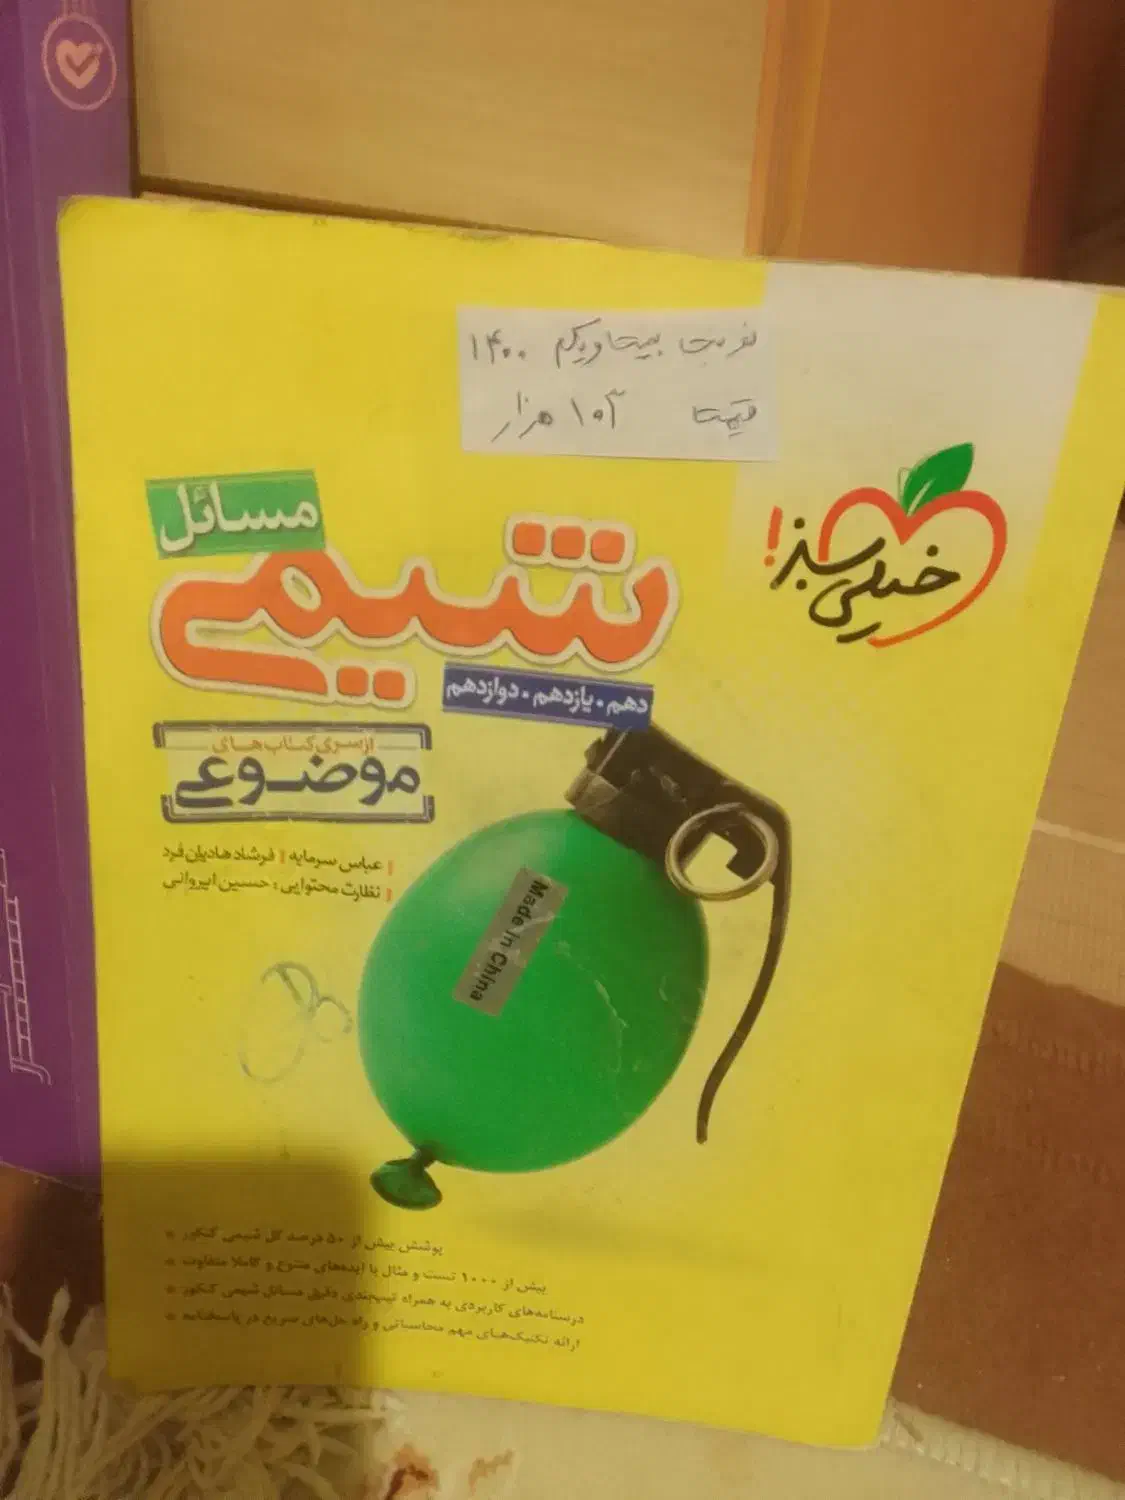 نوبت بیست و یکم ۱۴۰۰
قیمت ۱۰۳ هزار
خیلی سبز!
مسائل
شیمی
دهم • یازدهم • دوازدهم
از سری کتاب‌های
موضوعی
عباس سرمایه | فرشاد هادیان فرد
نظارت محتوایی: حسین ایروانی
Made in China
پوشش بیش از ۵۰ درصد کل شیمی کنکور
بیش از ۱۰۰۰ تست و مثال با ایده‌های متنوع و کاملا متفاوت
درسنامه‌های کاربردی به همراه تیپ‌بندی دقیق مسائل شیمی کنکور
ارائه تکنیک‌های مهم محاسباتی و راه حل‌های سریع در پاسخنامه